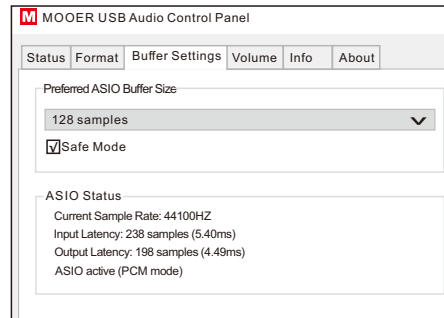 M MOOER USB Audio Control Panel
Status Format Buffer Settings Volume Info About
Preferred ASIO Buffer Size
128 samples
Safe Mode
ASIO Status
Current Sample Rate: 44100HZ
Input Latency: 238 samples (5.40ms)
Output Latency: 198 samples (4.49ms)
ASIO active (PCM mode)